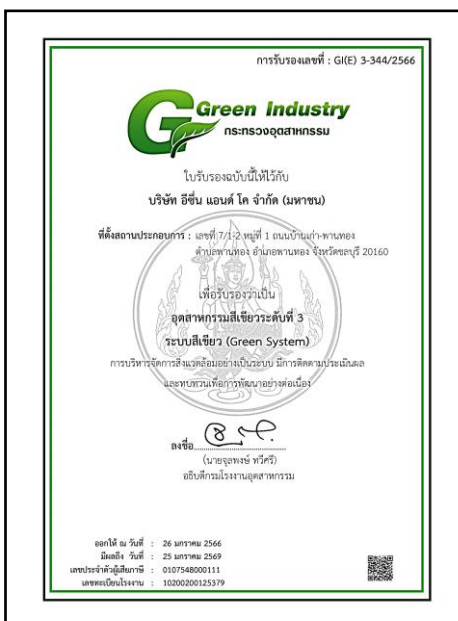 การรับรองเลขที่ : GI(E) 3-344/2566
Green Industry
กระทรวงอุตสาหกรรม
ใบรับรองฉบับนี้ให้ไว้กับ
บริษัท อีซึ่น แอนด์ โค จำกัด (มหาชน)
ที่ตั้งสถานประกอบการ : เลขที่ 7/1-2 หมู่ที่ 1 ถนนบ้านเก่า-พานทอง
ตำบลพานทอง อำเภอพานทอง จังหวัดชลบุรี 20160
เพื่อรับรองว่าเป็น
อุตสาหกรรมสีเขียวระดับที่ 3
ระบบสีเขียว (Green System)
การบริหารจัดการสิ่งแวดล้อมอย่างเป็นระบบ มีการติดตามประเมินผล
และทบทวนเพื่อการพัฒนาอย่างต่อเนื่อง
ลงชื่อ
(นายจุลพงษ์ ทวีศรี)
อธิบดีกรมโรงงานอุตสาหกรรม
ออกให้ ณ วันที่ : 26 มกราคม 2566
มีผลถึง วันที่ : 25 มกราคม 2569
เลขประจำตัวผู้เสียภาษี : 0107548000111
เลขทะเบียนโรงงาน : 10200200125379